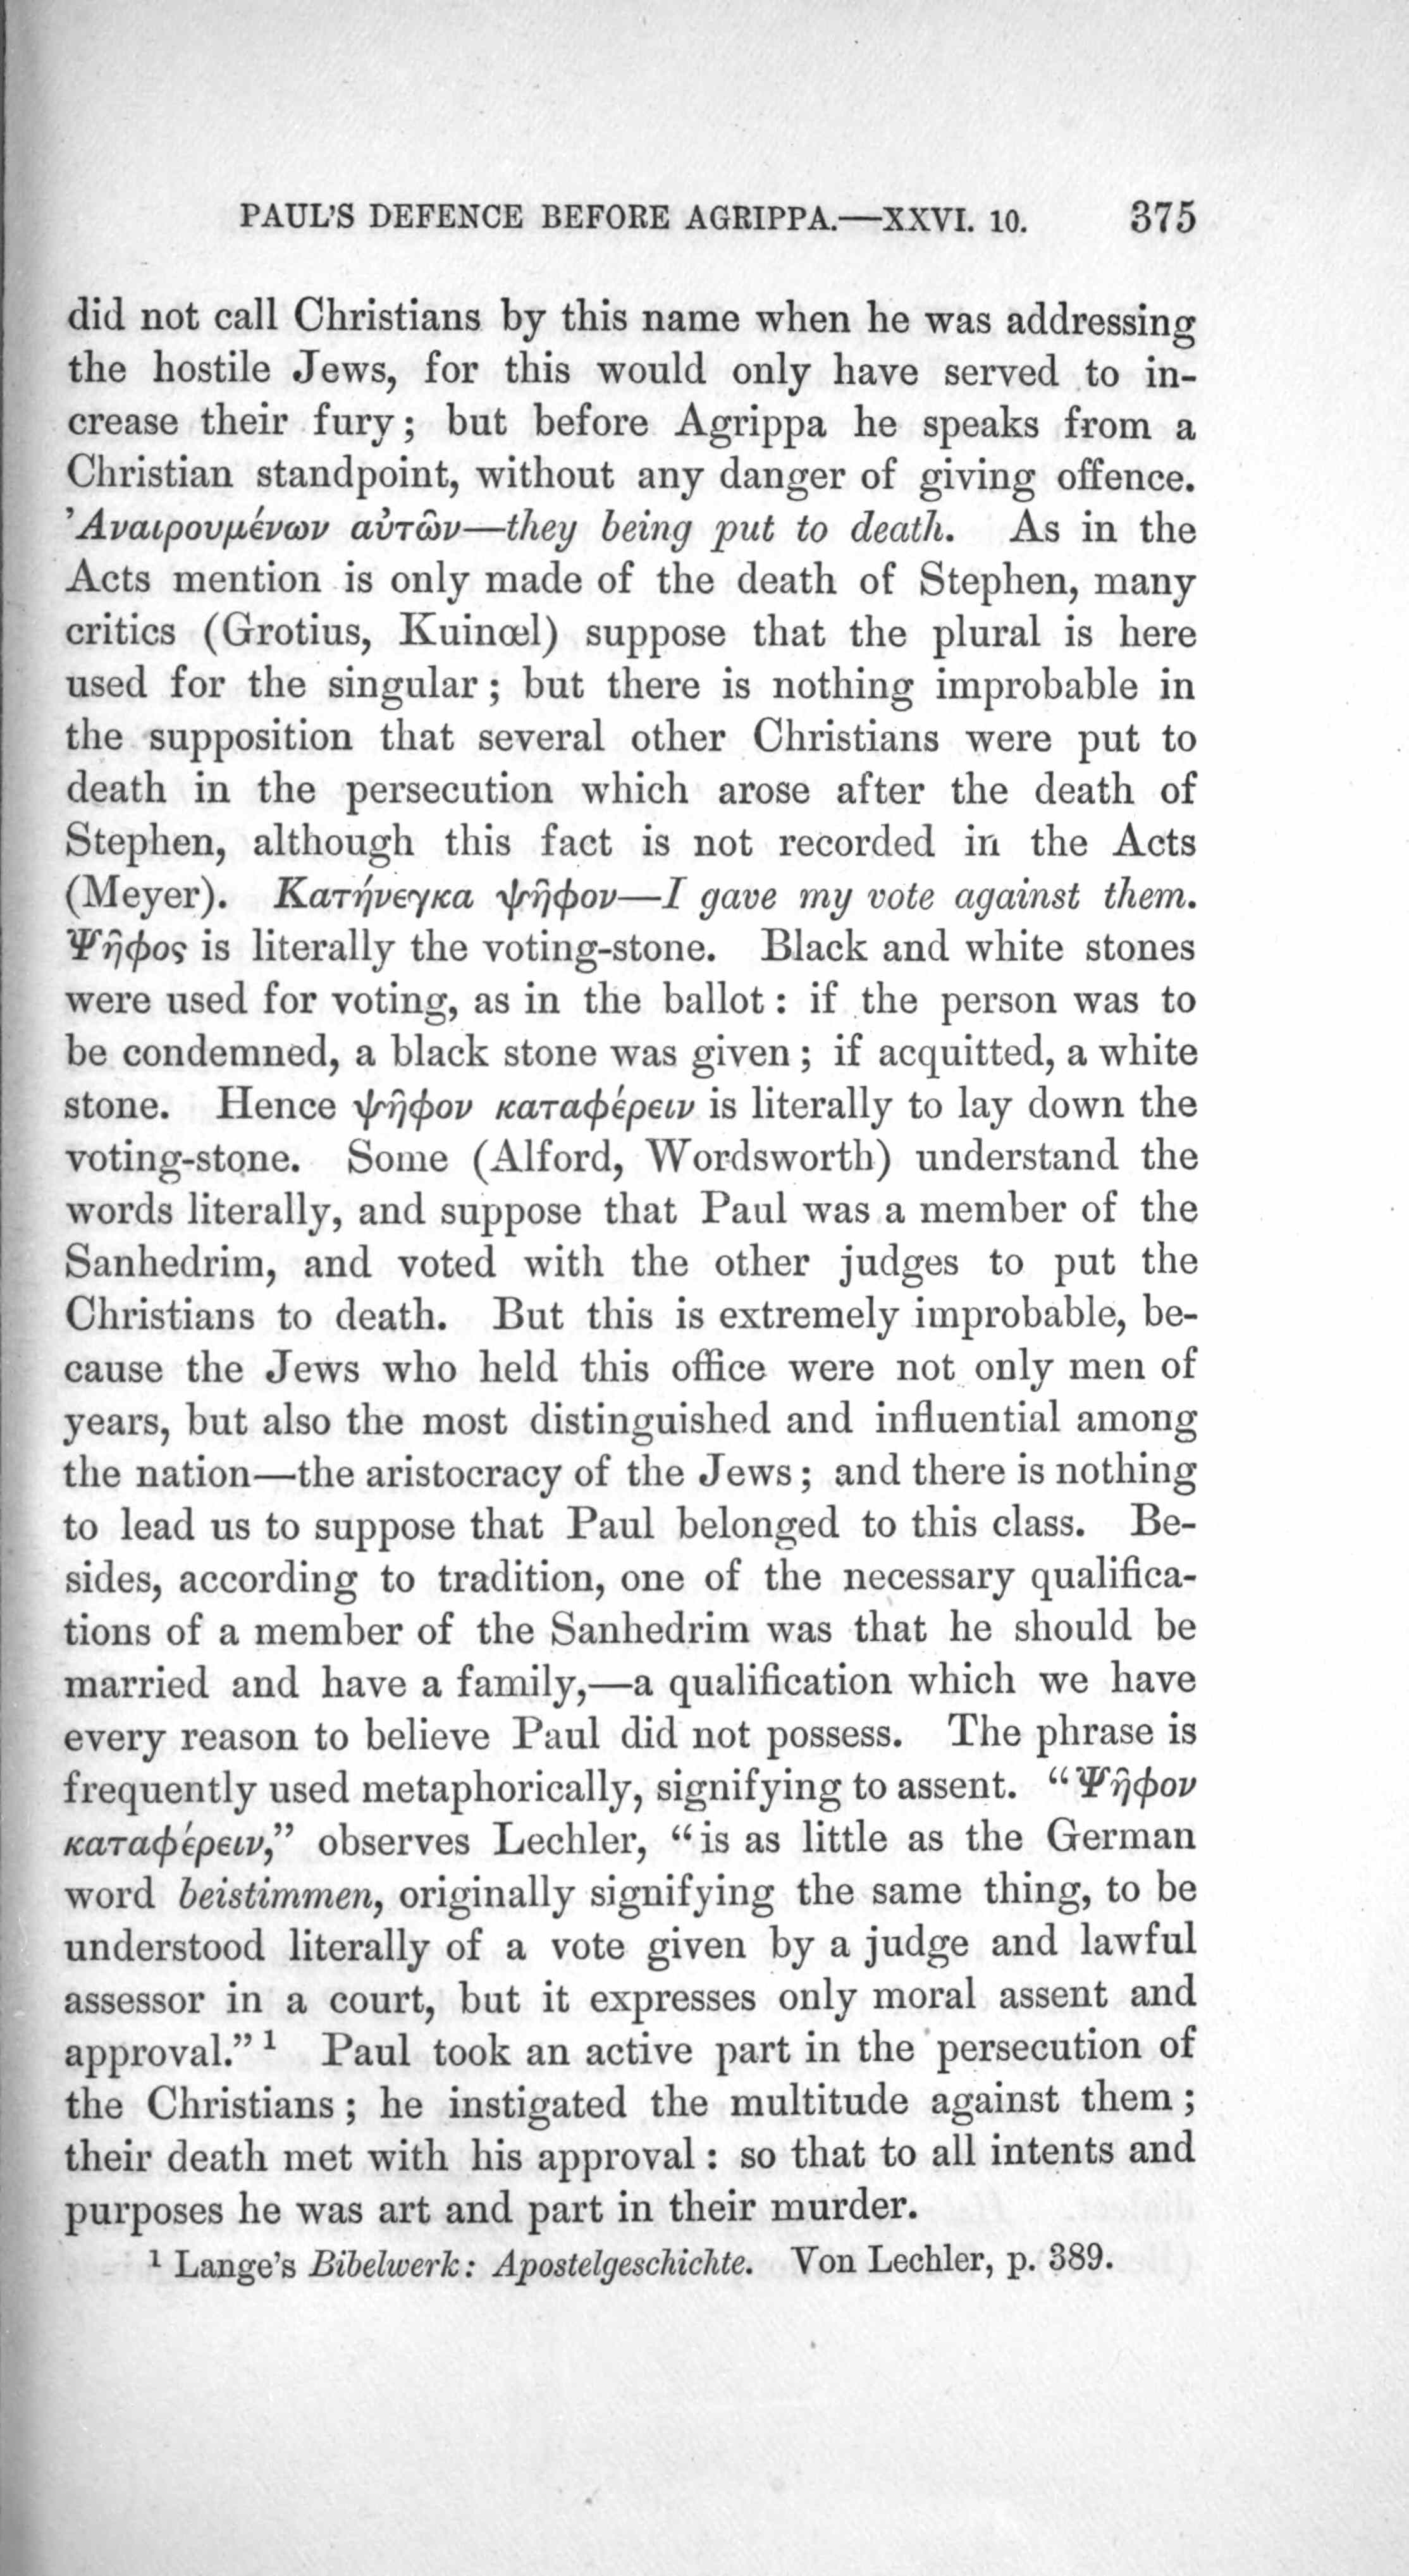 PAUL'S DEFENCE BEFORE AGRIPPA.—XXVI. 10. 375
did not call Christians by this name when he was addressing
the hostile Jews, for this would only have served to in-
crease their fury; but before Agrippa he speaks from a
Christian standpoint, without any danger of giving offence.
Ἀναιρουμένων αὐτῶν—they being put to death. As in the
Acts mention is only made of the death of Stephen, many
critics (Grotius, Kuinœl) suppose that the plural is here
used for the singular; but there is nothing improbable in
the supposition that several other Christians were put to
death in the persecution which arose after the death of
Stephen, although this fact is not recorded in the Acts
(Meyer). Κατήνεγκα ψῆφον—I gave my vote against them.
Ψῆφος is literally the voting-stone. Black and white stones
were used for voting, as in the ballot: if the person was to
be condemned, a black stone was given; if acquitted, a white
stone. Hence ψῆφον καταφέρειν is literally to lay down the
voting-stone. Some (Alford, Wordsworth) understand the
words literally, and suppose that Paul was a member of the
Sanhedrim, and voted with the other judges to put the
Christians to death. But this is extremely improbable, be-
cause the Jews who held this office were not only men of
years, but also the most distinguished and influential among
the nation—the aristocracy of the Jews; and there is nothing
to lead us to suppose that Paul belonged to this class. Be-
sides, according to tradition, one of the necessary qualifica-
tions of a member of the Sanhedrim was that he should be
married and have a family,—a qualification which we have
every reason to believe Paul did not possess. The phrase is
frequently used metaphorically, signifying to assent. "Ψῆφον
καταφέρειν," observes Lechler, "is as little as the German
word beistimmen, originally signifying the same thing, to be
understood literally of a vote given by a judge and lawful
assessor in a court, but it expresses only moral assent and
approval." 1 Paul took an active part in the persecution of
the Christians; he instigated the multitude against them;
their death met with his approval: so that to all intents and
purposes he was art and part in their murder.
1 Lange's Bibelwerk: Apostelgeschichte. Von Lechler, p. 389.